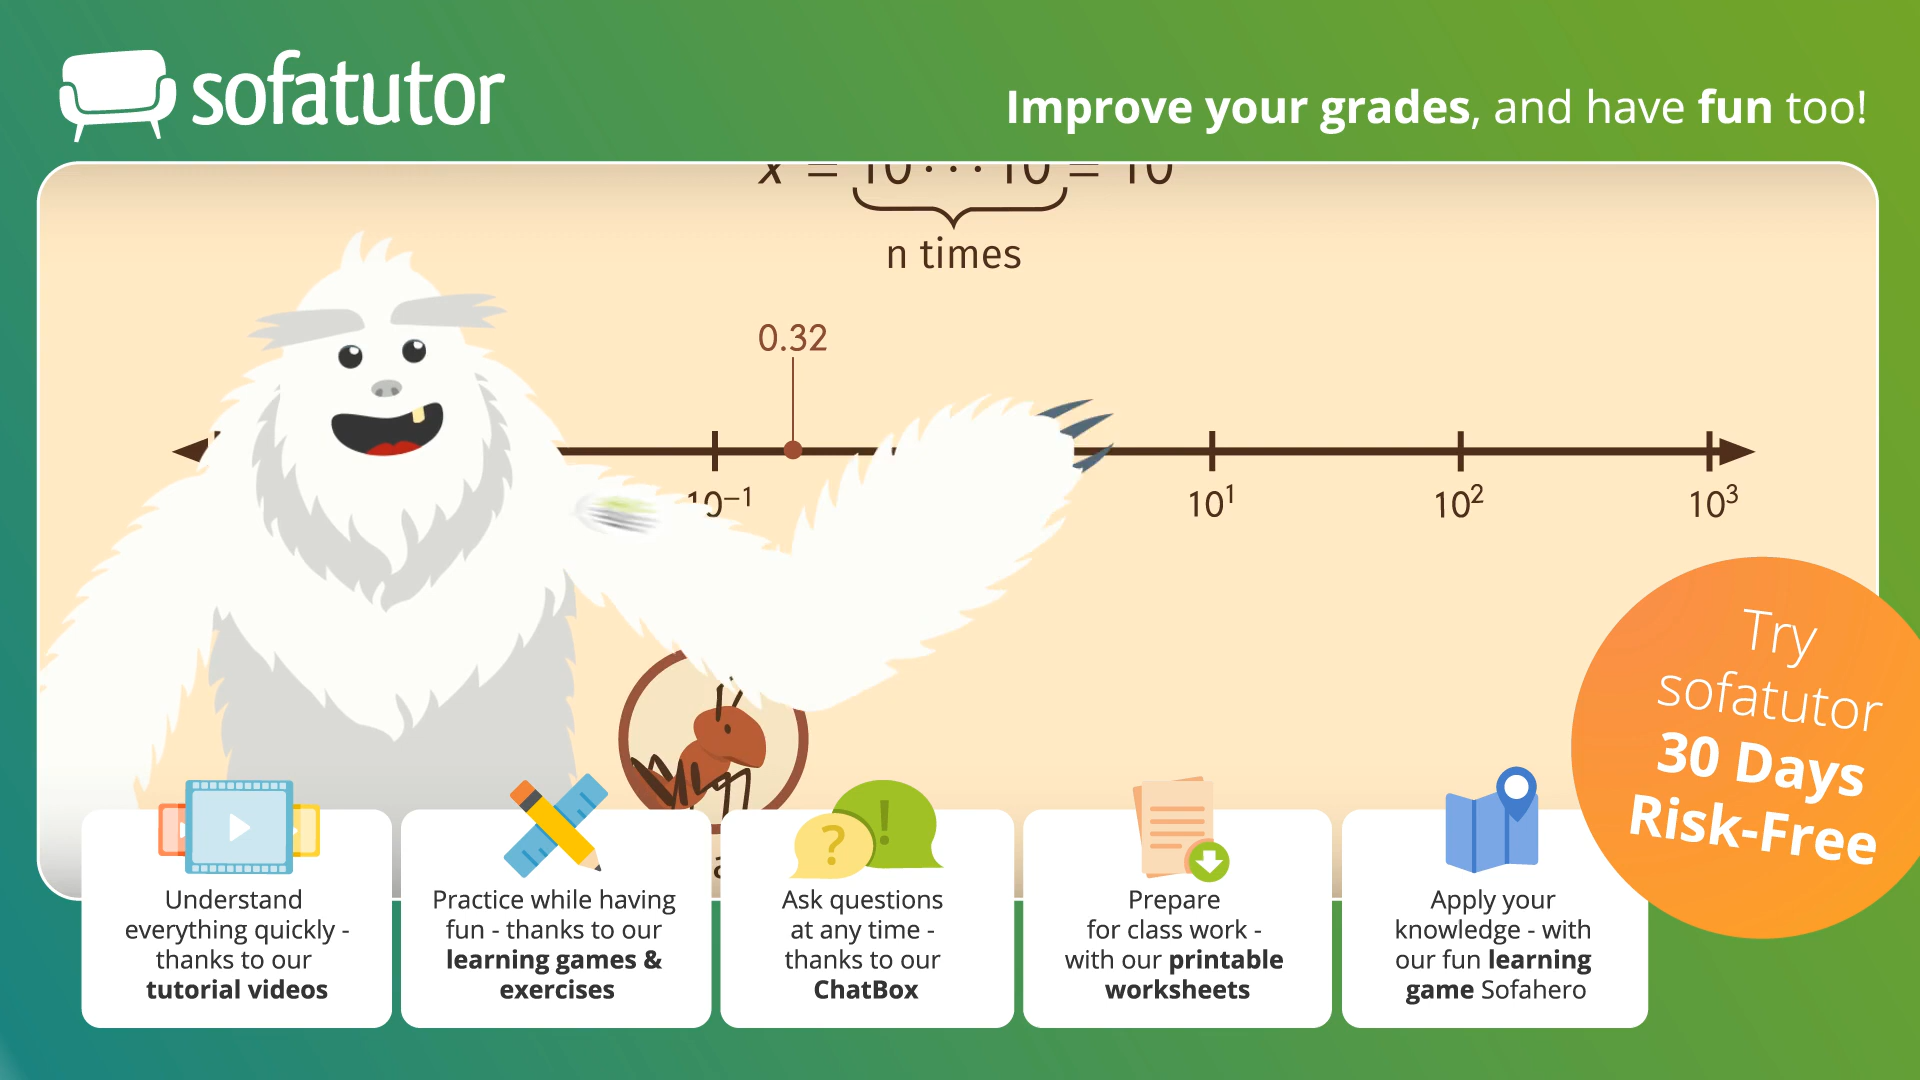 sofatutor
Improve your grades, and have fun too!
x = 10 · · · 10 = 10
n times
0.32
10⁻¹
10¹
10²
10³
Try
sofatutor
30 Days
Risk-Free
Understand
everything quickly -
thanks to our
tutorial videos
Practice while having
fun - thanks to our
learning games &
exercises
?
!
Ask questions
at any time -
thanks to our
ChatBox
Prepare
for class work -
with our printable
worksheets
Apply your
knowledge - with
our fun learning
game Sofahero